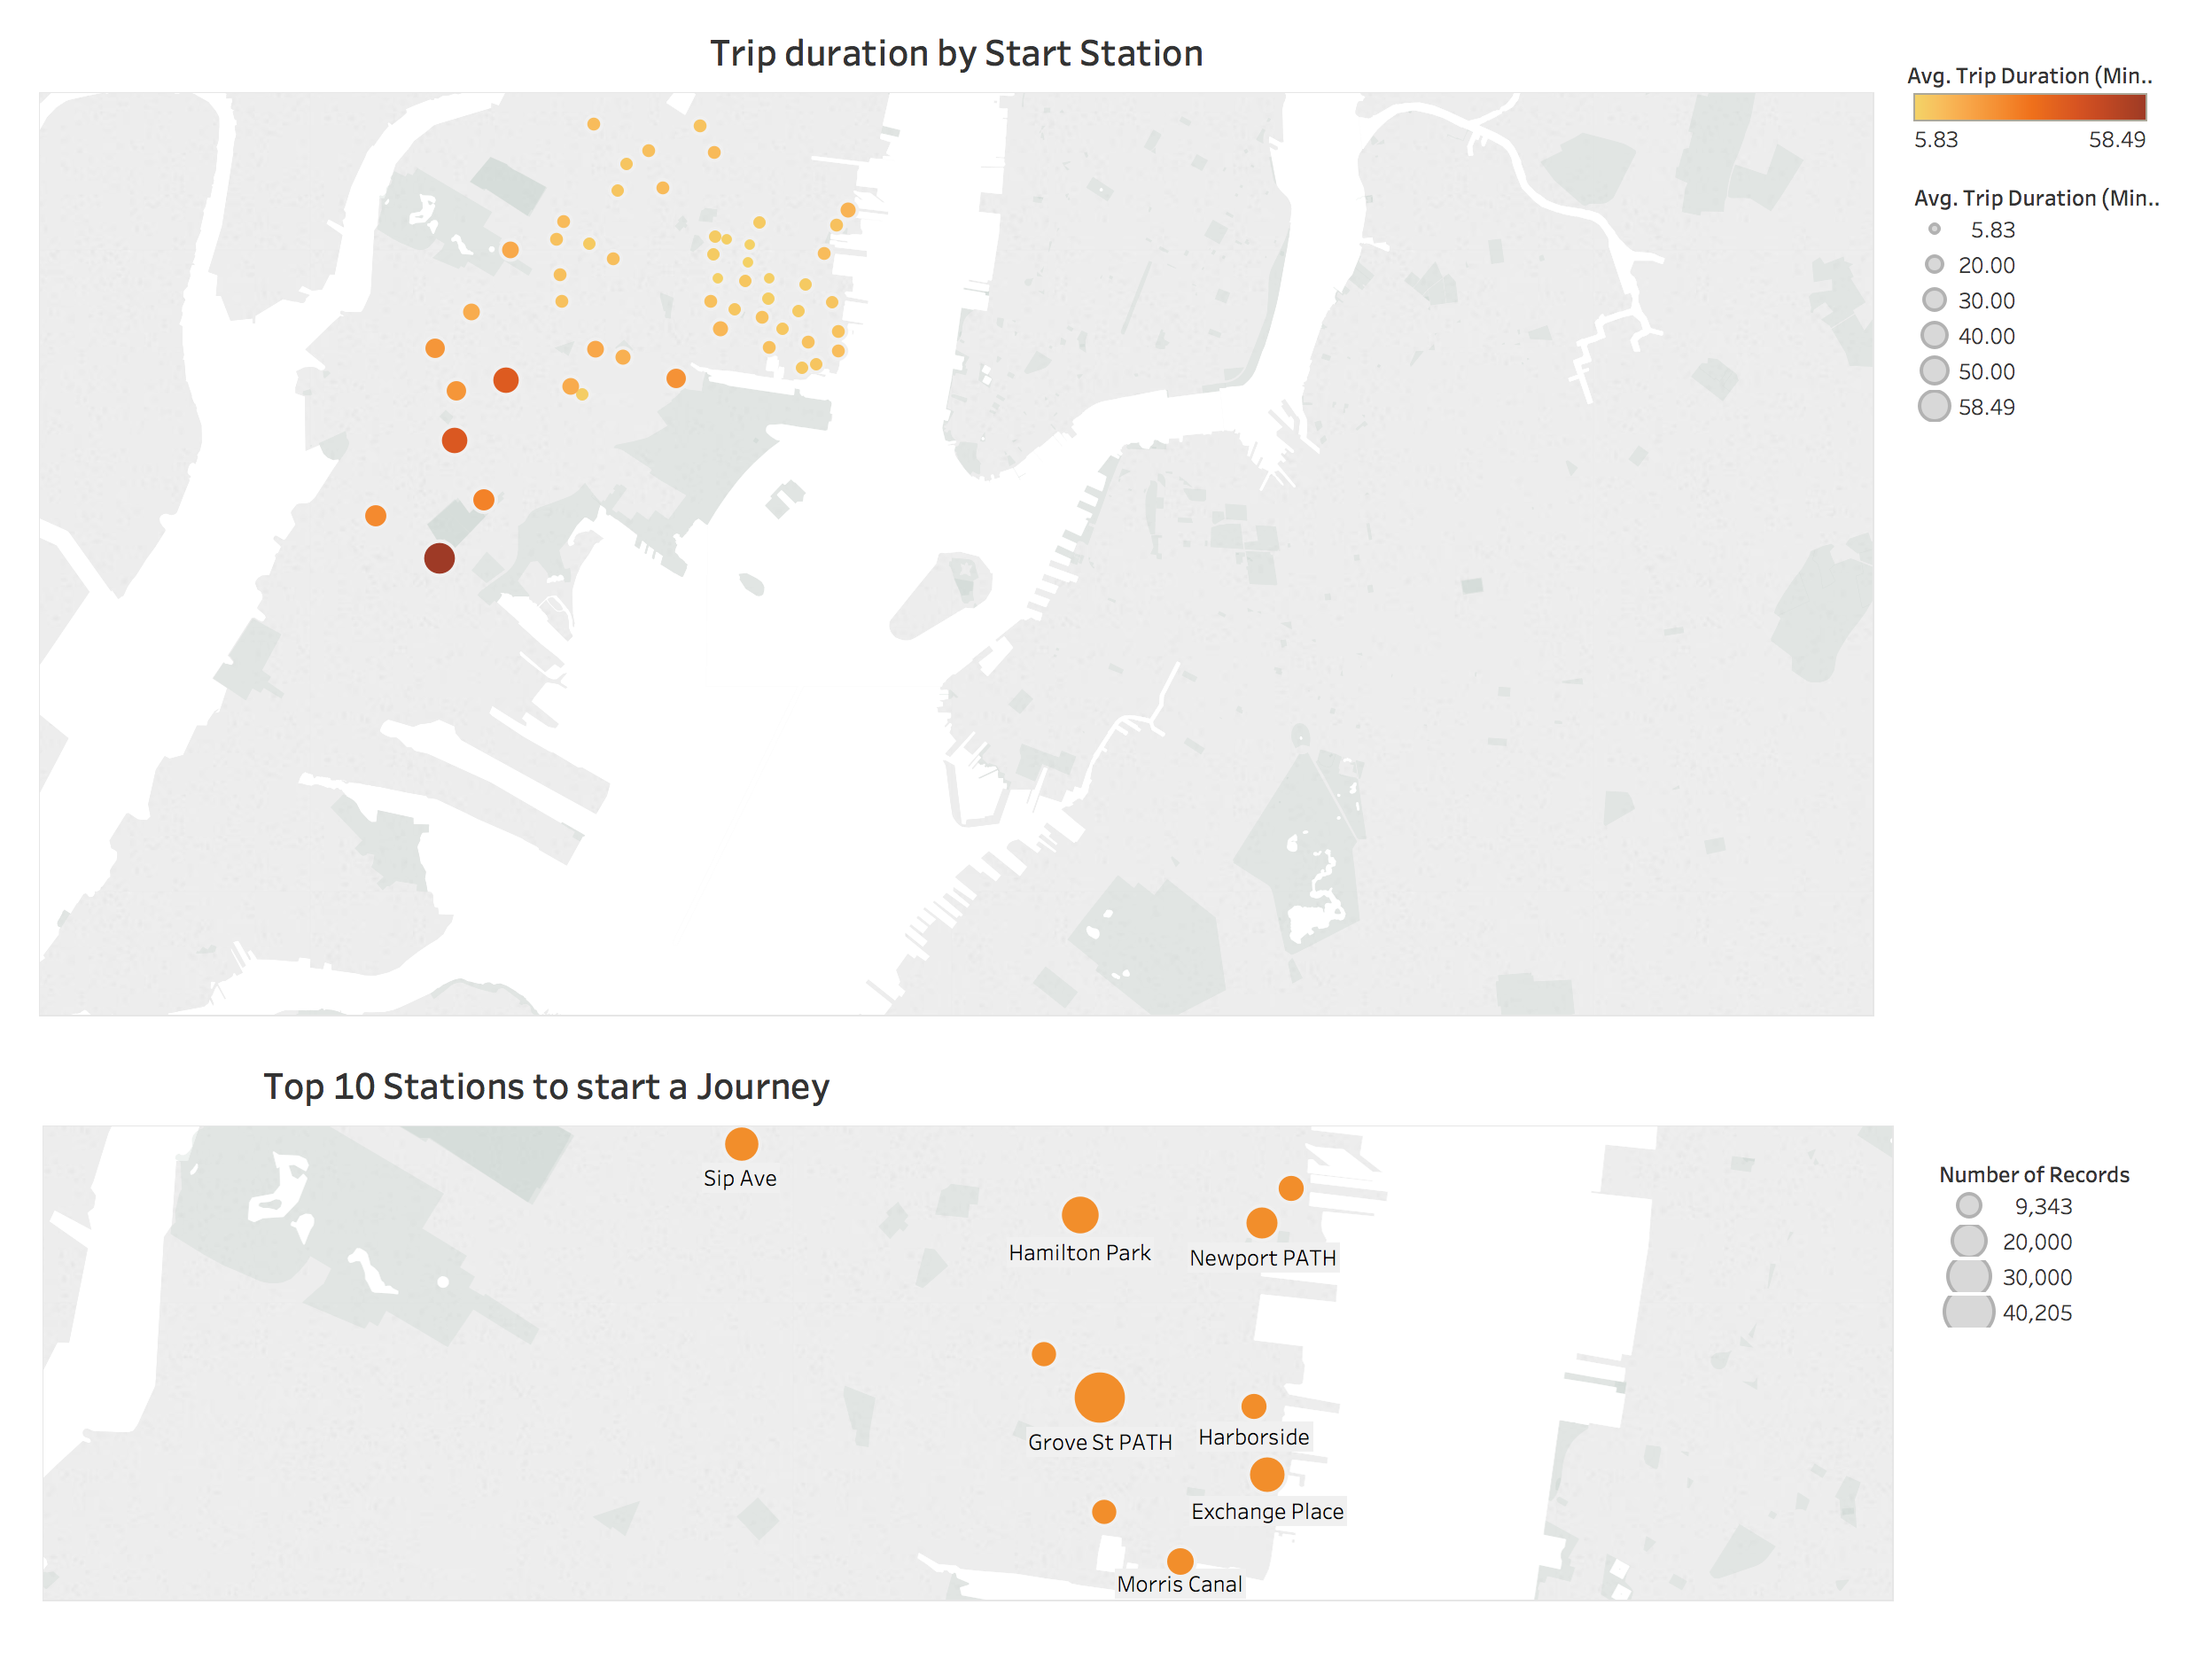 Trip duration by Start Station
Avg. Trip Duration (Min..
5.83 58.49
Avg. Trip Duration (Min..
5.83
20.00
30.00
40.00
50.00
58.49
Top 10 Stations to start a Journey
Sip Ave
Hamilton Park
Newport PATH
Grove St PATH
Harborside
Exchange Place
Morris Canal
Number of Records
9,343
20,000
30,000
40,205